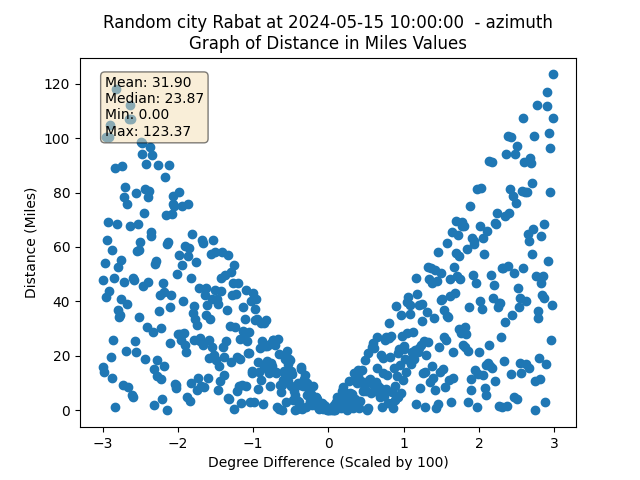 Random city Rabat at 2024-05-15 10:00:00 - azimuth
Graph of Distance in Miles Values
Mean: 31.90
Median: 23.87
Min: 0.00
Max: 123.37
Distance (Miles)
120
100
80
60
40
20
0
−3
−2
−1
0
1
2
3
Degree Difference (Scaled by 100)